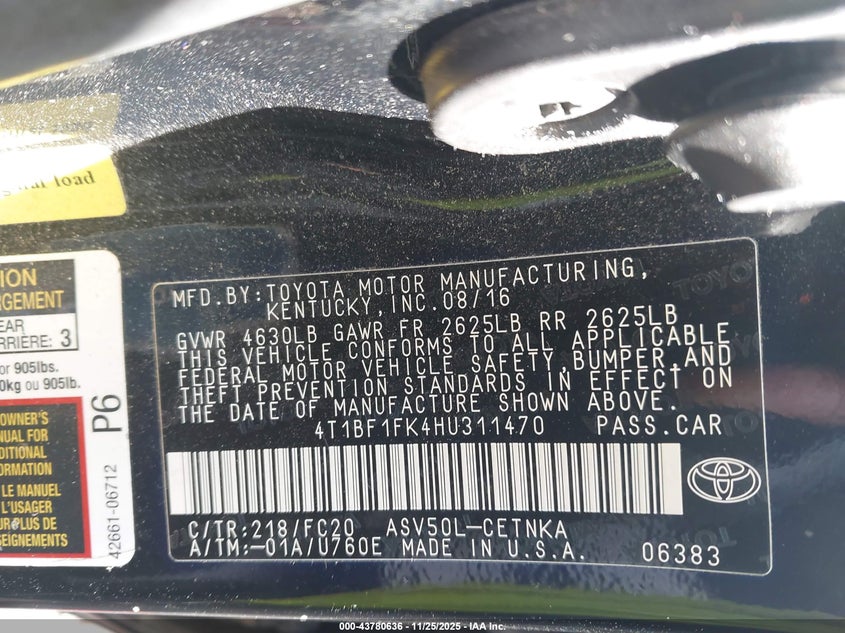 nal load
ION
RGEMENT
EAR
RRIÈRE: 3
or 905lbs.
0kg ou 905lb.
OWNER'S
NUAL FOR
DITIONAL
ORMATION
LE MANUEL
L'USAGER
UR PLUS DE
SEIGNEMENTS
P6
42661-06712
MFD.BY:TOYOTA MOTOR MANUFACTURING,
KENTUCKY,INC.08/16
GVWR 4630LB GAWR FR 2625LB RR 2625LB
THIS VEHICLE CONFORMS TO ALL APPLICABLE
FEDERAL MOTOR VEHICLE SAFETY,BUMPER,AND
THEFT PREVENTION STANDARDS IN EFFECT ON
THE DATE OF MANUFACTURE SHOWN ABOVE.
4T1BF1FK4HU311470 PASS.CAR
C/TR:218/FC20 ASV50L-CETNKA
A/TM:-01A/U760E MADE IN U.S.A. 06383
TOYOTA
000-43780636 - 11/25/2025 - IAA, Inc.